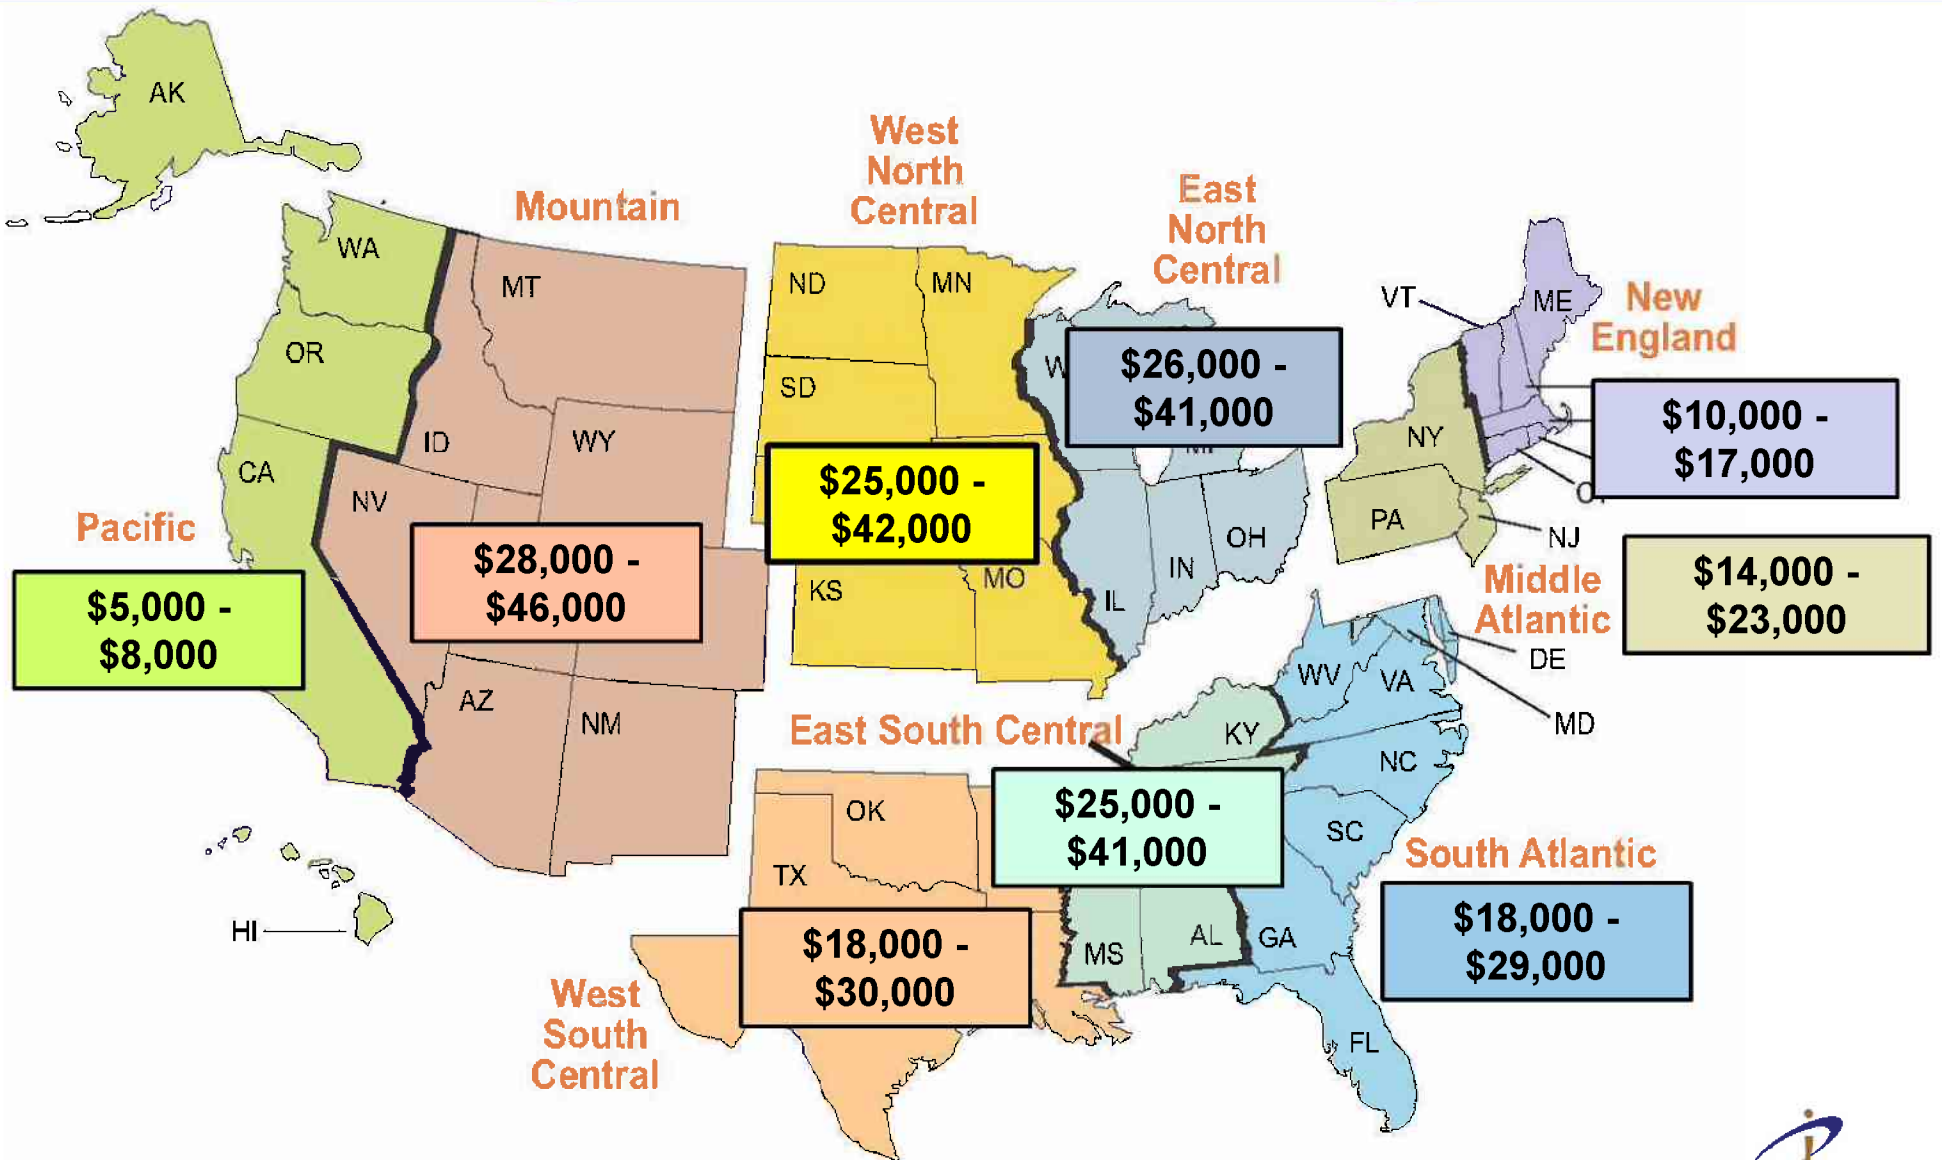 AK
West
North
Central
East
North
Central
Mountain
WA
MT
ND
MN
VT
ME
New
England
OR
SD
$26,000 -
$41,000
ID
WY
NY
$10,000 -
$17,000
CA
NV
$25,000 -
$42,000
PA
OH
NJ
Pacific
$5,000 -
$8,000
$28,000 -
$46,000
KS
MO
IL
IN
Middle
Atlantic
$14,000 -
$23,000
DE
WV
VA
MD
AZ
NM
East South Central
KY
NC
OK
$25,000 -
$41,000
SC
South Atlantic
TX
HI
$18,000 -
$30,000
MS
AL
GA
$18,000 -
$29,000
West
South
Central
FL